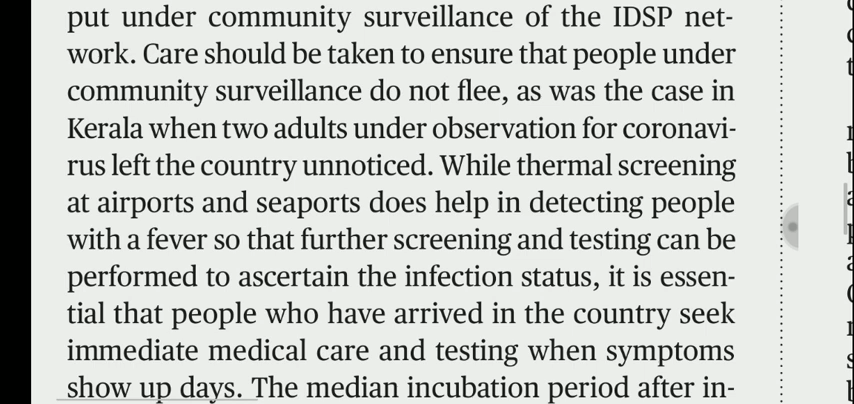 put under community surveillance of the IDSP net-
work. Care should be taken to ensure that people under
community surveillance do not flee, as was the case in
Kerala when two adults under observation for coronavi-
rus left the country unnoticed. While thermal screening
at airports and seaports does help in detecting people
with a fever so that further screening and testing can be
performed to ascertain the infection status, it is essen-
tial that people who have arrived in the country seek
immediate medical care and testing when symptoms
show up days. The median incubation period after in-